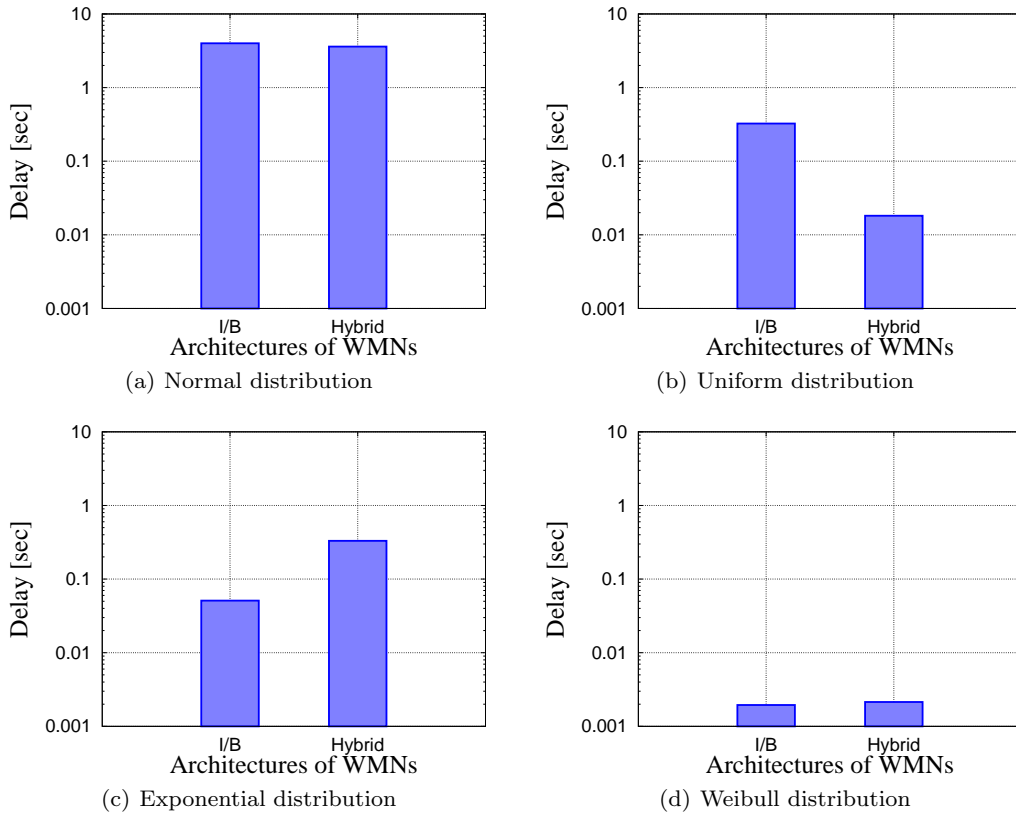 10
1
0.1
0.01
0.001
Delay [sec]
I/B Hybrid
Architectures of WMNs
(a) Normal distribution
10
1
0.1
0.01
0.001
Delay [sec]
I/B Hybrid
Architectures of WMNs
(b) Uniform distribution
10
1
0.1
0.01
0.001
Delay [sec]
I/B Hybrid
Architectures of WMNs
(c) Exponential distribution
10
1
0.1
0.01
0.001
Delay [sec]
I/B Hybrid
Architectures of WMNs
(d) Weibull distribution